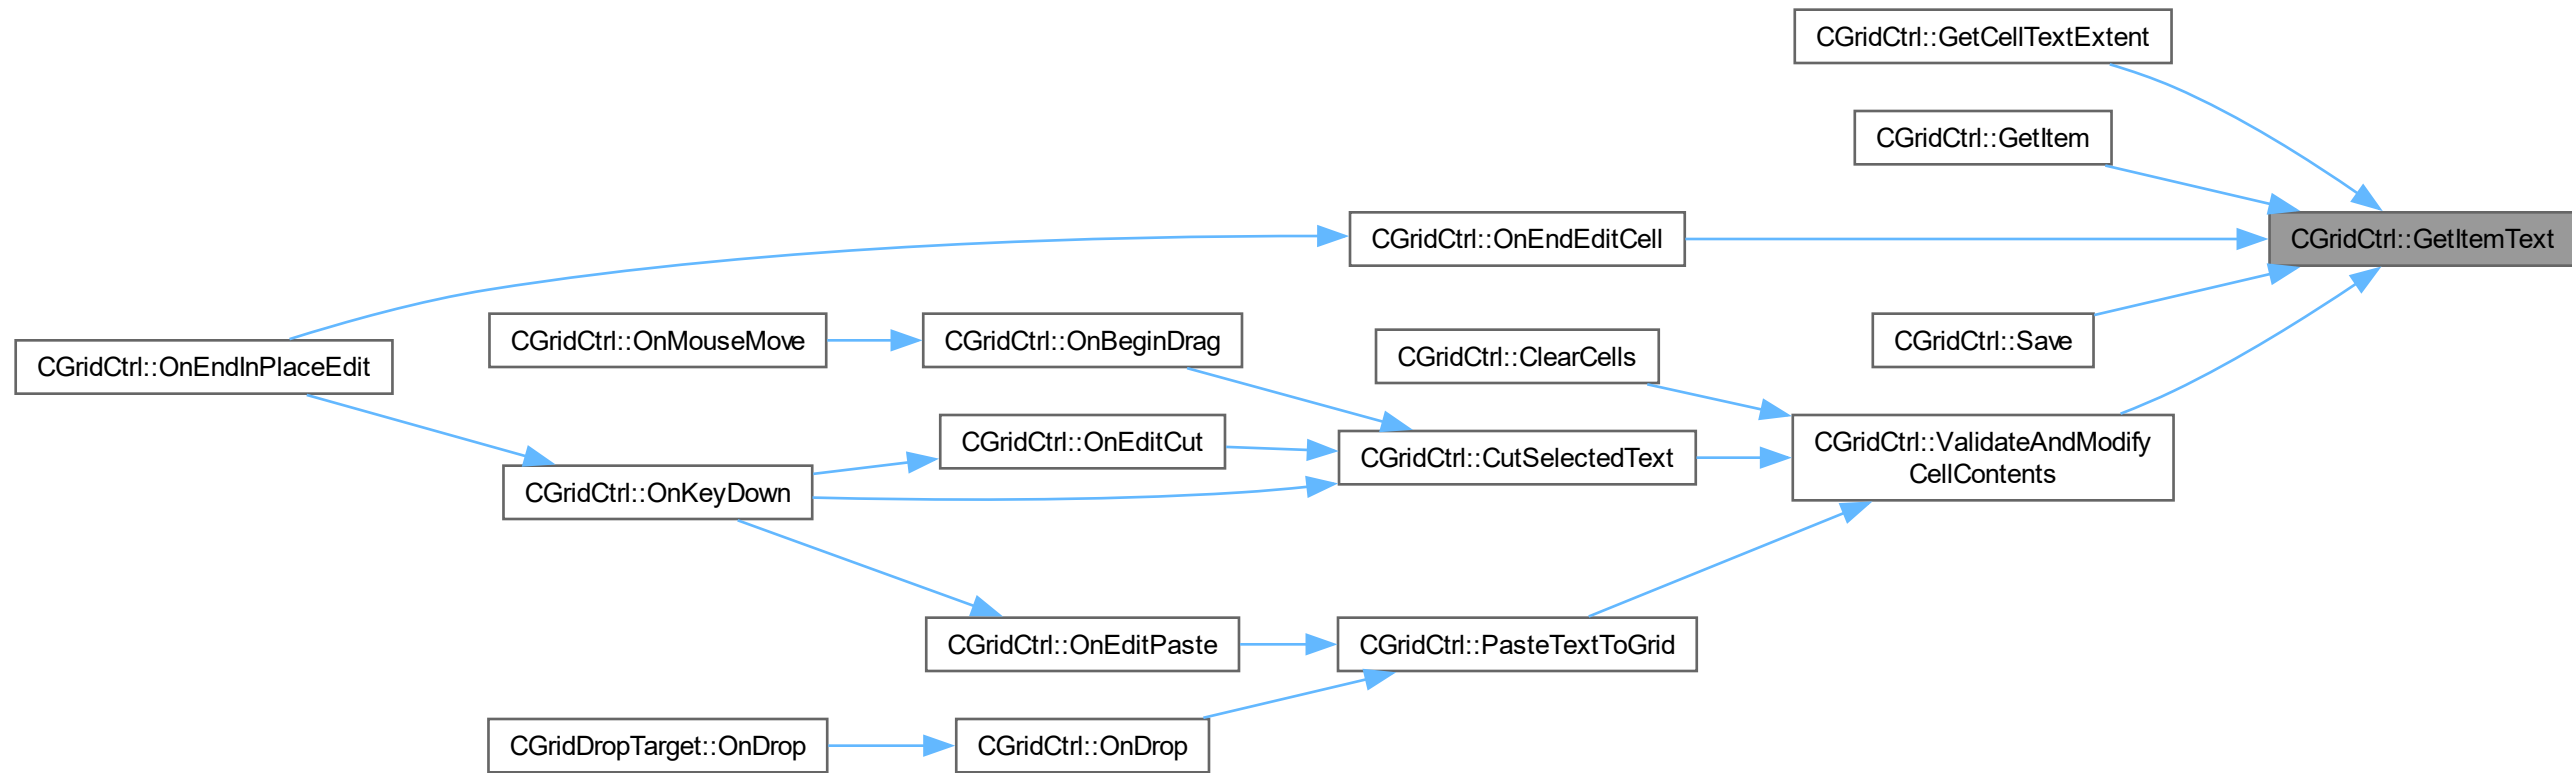 CGridCtrl::GetCellTextExtent
CGridCtrl::GetItem
CGridCtrl::OnEndEditCell
CGridCtrl::GetItemText
CGridCtrl::OnMouseMove
CGridCtrl::OnBeginDrag
CGridCtrl::Save
CGridCtrl::ClearCells
CGridCtrl::OnEndInPlaceEdit
CGridCtrl::OnEditCut
CGridCtrl::CutSelectedText
CGridCtrl::ValidateAndModify
CellContents
CGridCtrl::OnKeyDown
CGridCtrl::OnEditPaste
CGridCtrl::PasteTextToGrid
CGridDropTarget::OnDrop
CGridCtrl::OnDrop